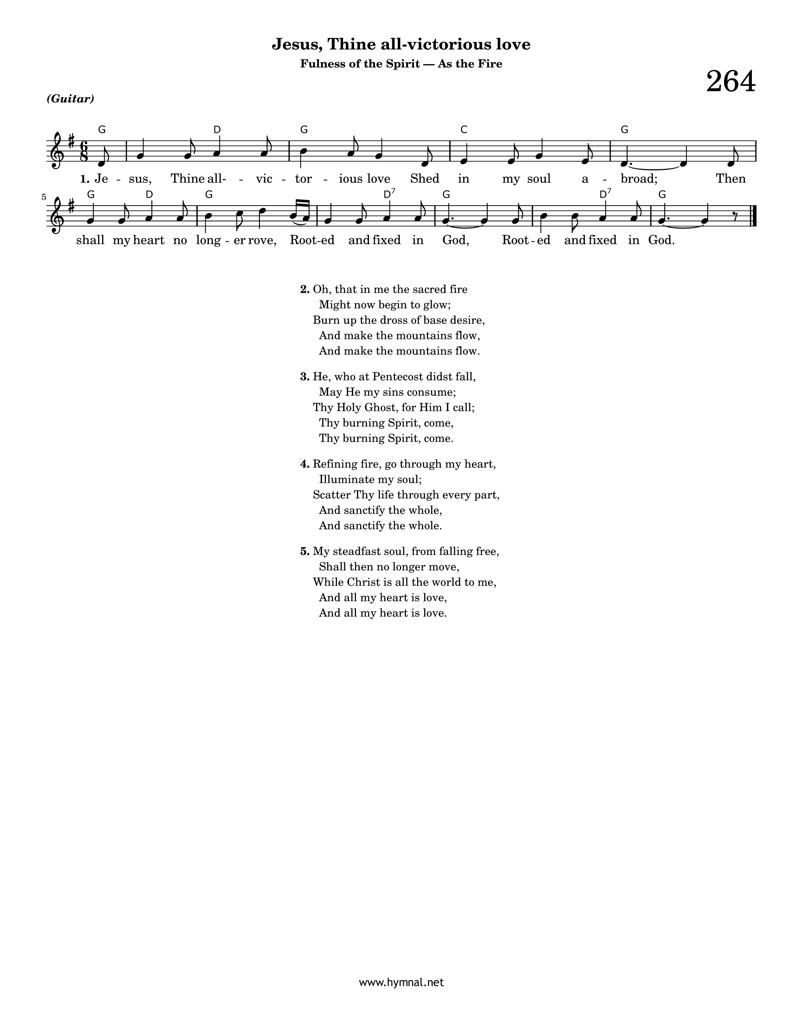 Jesus, Thine all-victorious love
Fulness of the Spirit — As the Fire
264
(Guitar)
G D G C G
6
8
1. Je - sus, Thine all- - vic - tor - ious love Shed in my soul a - broad; Then
5
G D G D7 G D7 G
shall my heart no long - er rove, Root-ed and fixed in God, Root-ed and fixed in God.
2. Oh, that in me the sacred fire
Might now begin to glow;
Burn up the dross of base desire,
And make the mountains flow,
And make the mountains flow.
3. He, who at Pentecost didst fall,
May He my sins consume;
Thy Holy Ghost, for Him I call;
Thy burning Spirit, come,
Thy burning Spirit, come.
4. Refining fire, go through my heart,
Illuminate my soul;
Scatter Thy life through every part,
And sanctify the whole,
And sanctify the whole.
5. My steadfast soul, from falling free,
Shall then no longer move,
While Christ is all the world to me,
And all my heart is love,
And all my heart is love.
www.hymnal.net